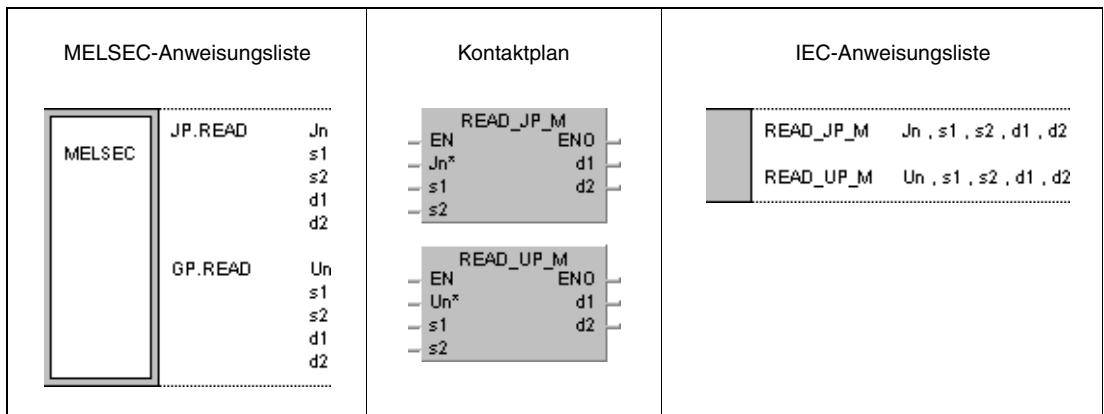 MELSEC-Anweisungsliste
MELSEC
JP.READ Jn
s1
s2
d1
d2
GP.READ Un
s1
s2
d1
d2
Kontaktplan
READ_JP_M
EN ENO
Jn* d1
s1 d2
s2
READ_UP_M
EN ENO
Un* d1
s1 d2
s2
IEC-Anweisungsliste
READ_JP_M Jn , s1 , s2 , d1 , d2
READ_UP_M Un , s1 , s2 , d1 , d2